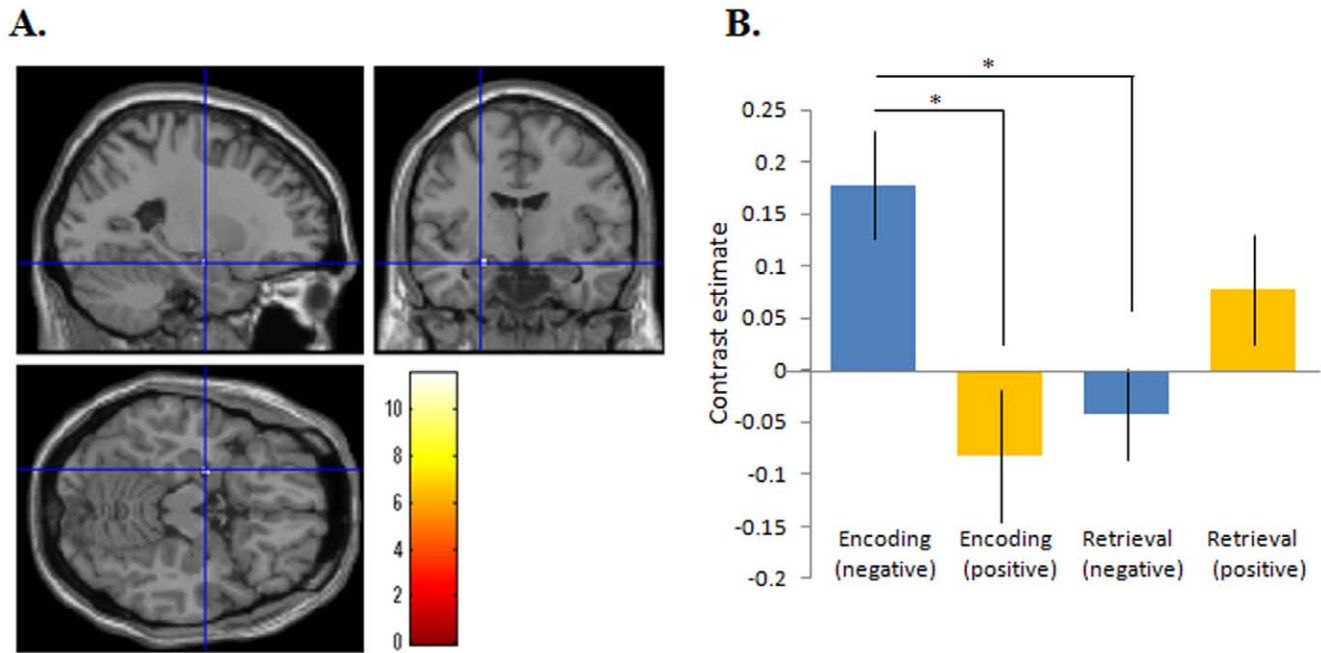 A.
B.
10
8
6
4
2
0
*
*
Contrast estimate
0.25
0.2
0.15
0.1
0.05
0
-0.05
-0.1
-0.15
-0.2
Encoding
(negative)
Encoding
(positive)
Retrieval
(negative)
Retrieval
(positive)